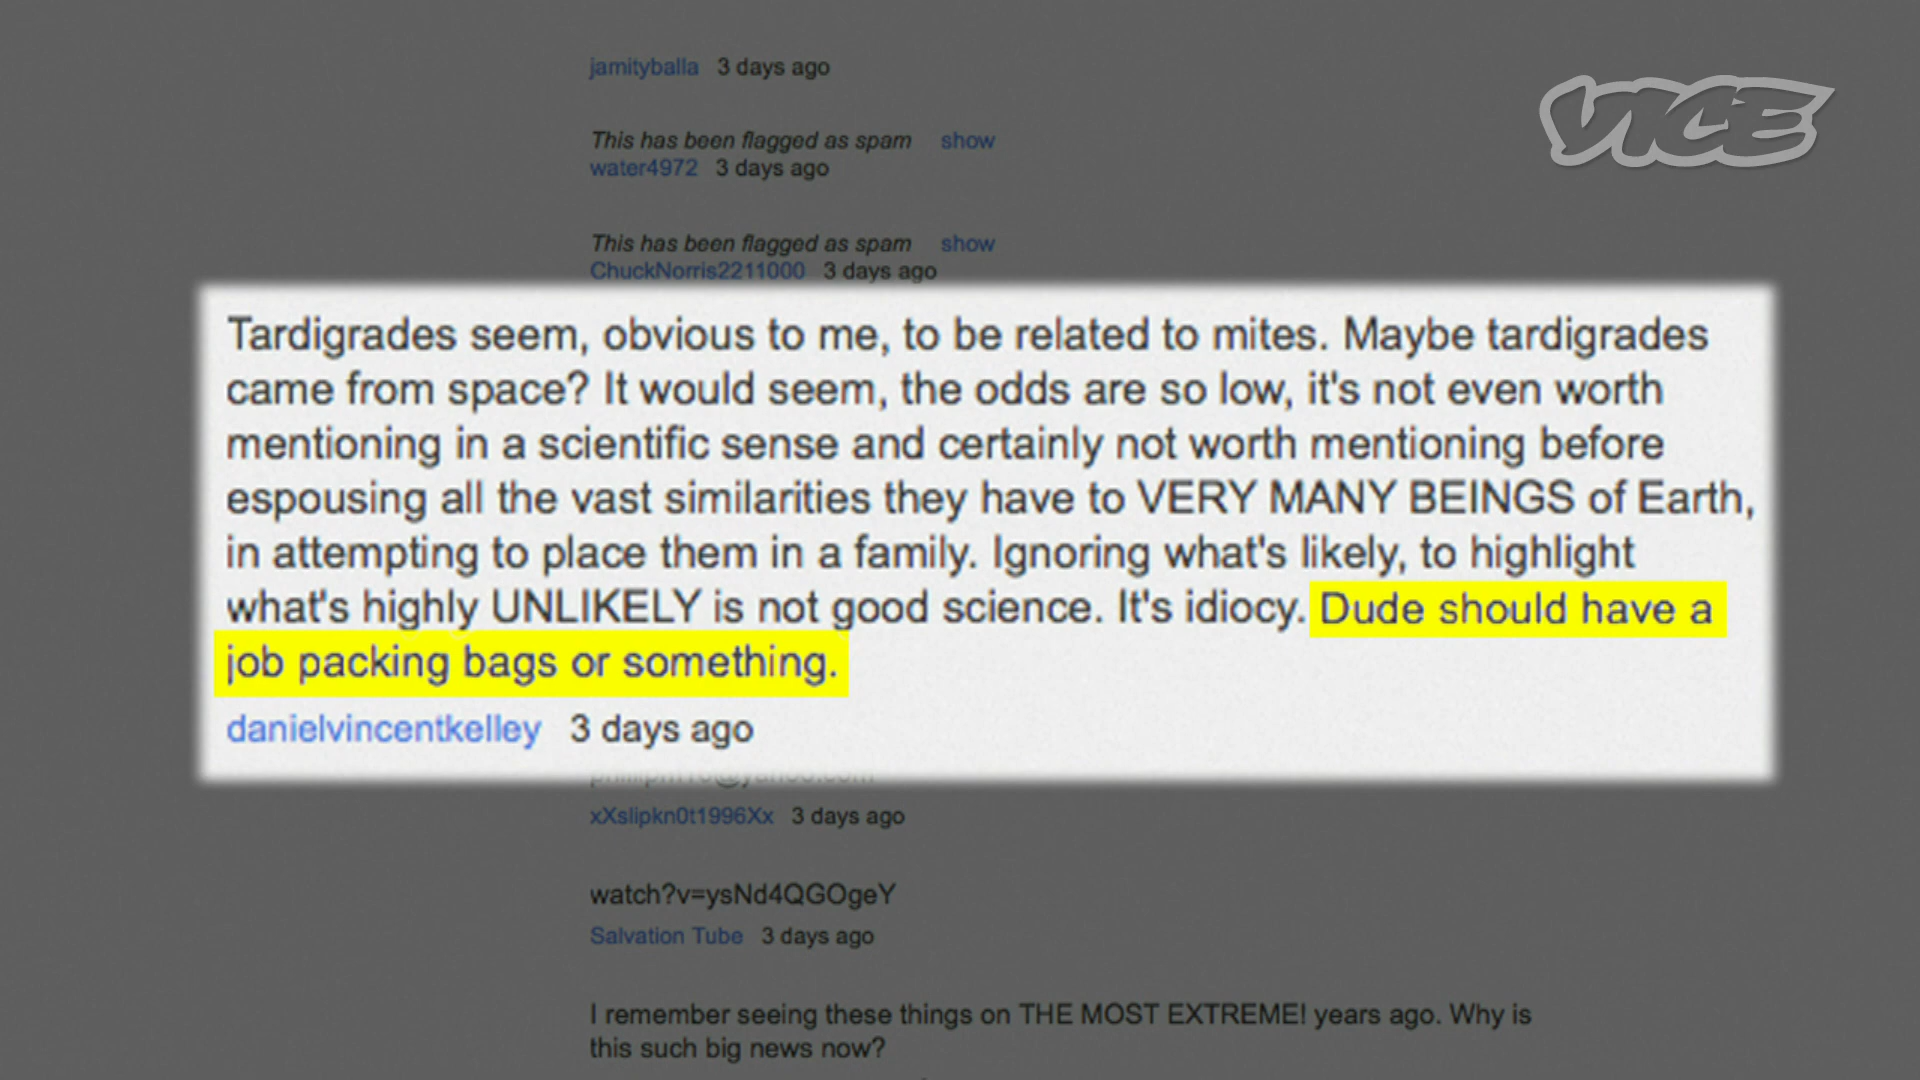 jamityballa 3 days ago
VICE
This has been flagged as spam show
water4972 3 days ago
This has been flagged as spam show
ChuckNorris2211000 3 days ago
Tardigrades seem, obvious to me, to be related to mites. Maybe tardigrades
came from space? It would seem, the odds are so low, it's not even worth
mentioning in a scientific sense and certainly not worth mentioning before
espousing all the vast similarities they have to VERY MANY BEINGS of Earth,
in attempting to place them in a family. Ignoring what's likely, to highlight
what's highly UNLIKELY is not good science. It's idiocy. Dude should have a
job packing bags or something.
danielvincentkelley 3 days ago
xXslipkn0t1996Xx 3 days ago
watch?v=ysNd4QGOgeY
Salvation Tube 3 days ago
I remember seeing these things on THE MOST EXTREME! years ago. Why is
this such big news now?